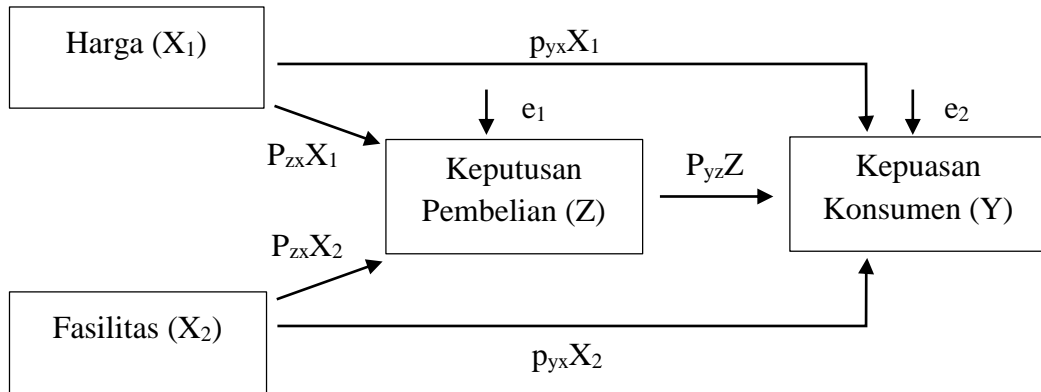 Harga (X₁)
pyxX₁
e₁
e₂
PzxX₁
Keputusan
Pembelian (Z)
PyzZ
Kepuasan
Konsumen (Y)
PzxX₂
Fasilitas (X₂)
pyxX₂